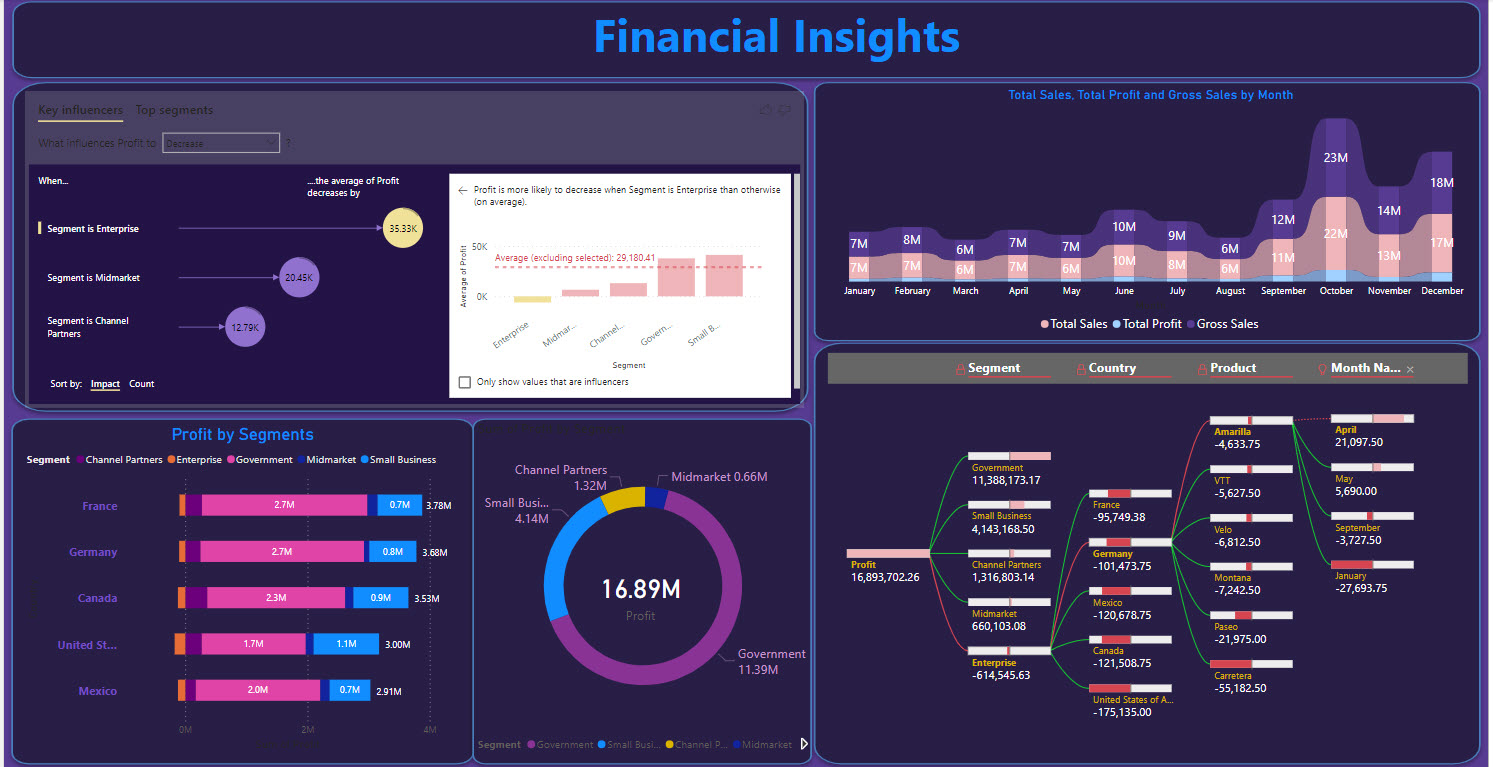 Financial Insights
Key influencers Top segments
What influences Profit to Decrease ?
When...
....the average of Profit
decreases by
Segment is Enterprise
35.33K
Segment is Midmarket
20.45K
Segment is Channel
Partners
12.79K
Sort by: Impact Count
← Profit is more likely to decrease when Segment is Enterprise than otherwise
(on average).
Average of Profit
50K
0K
Average (excluding selected): 29,180.41
Enterprise
Midmar...
Channel...
Govern...
Small B...
Segment
Only show values that are influencers
Total Sales, Total Profit and Gross Sales by Month
7M 8M 6M 7M 7M 10M 9M 6M 12M 23M 14M 18M
7M 7M 6M 7M 6M 10M 8M 6M 11M 22M 13M 17M
January February March April May June July August September October November December
Total Sales Total Profit Gross Sales
Profit by Segments
Segment Channel Partners Enterprise Government Midmarket Small Business
France 2.7M 0.7M 3.78M
Germany 2.7M 0.8M 3.68M
Canada 2.3M 0.9M 3.53M
United St... 1.7M 1.1M 3.00M
Mexico 2.0M 0.7M 2.91M
0M 2M 4M
Channel Partners
1.32M
Midmarket 0.66M
Small Busi...
4.14M
16.89M
Profit
Government
11.39M
Segment Government Small Busi... Channel P... Midmarket
Segment Country Product Month Na... ×
Profit
16,893,702.26
Government
11,388,173.17
Small Business
4,143,168.50
Channel Partners
1,316,803.14
Midmarket
660,103.08
Enterprise
-614,545.63
France
-95,749.38
Germany
-101,473.75
Mexico
-120,678.75
Canada
-121,508.75
United States of A...
-175,135.00
Amarilla
-4,633.75
VTT
-5,627.50
Velo
-6,812.50
Montana
-7,242.50
Paseo
-21,975.00
Carretera
-55,182.50
April
21,097.50
May
5,690.00
September
-3,727.50
January
-27,693.75